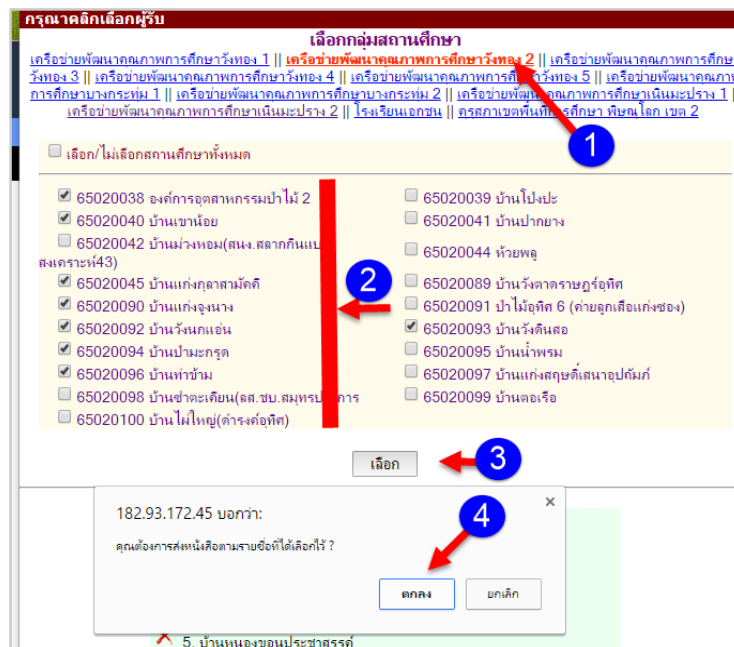 กรุณาคลิกเลือกผู้รับ
เลือกกลุ่มสถานศึกษา
เครือข่ายพัฒนาคุณภาพการศึกษาวังทอง 1 || เครือข่ายพัฒนาคุณภาพการศึกษาวังทอง 2 || เครือข่ายพัฒนาคุณภาพการศึกษ
วังทอง 3 || เครือข่ายพัฒนาคุณภาพการศึกษาวังทอง 4 || เครือข่ายพัฒนาคุณภาพการศึกษาวังทอง 5 || เครือข่ายพัฒนาคุณภาพ
การศึกษาบางกระทุ่ม 1 || เครือข่ายพัฒนาคุณภาพการศึกษาบางกระทุ่ม 2 || เครือข่ายพัฒนาคุณภาพการศึกษาเนินมะปราง 1 |
เครือข่ายพัฒนาคุณภาพการศึกษาเนินมะปราง 2 || โรงเรียนเอกชน || คุรุสภาเขตพื้นที่การศึกษา พิษณุโลก เขต 2
1
เลือก/ไม่เลือกสถานศึกษาทั้งหมด
65020038 องค์การอุตสาหกรรมป่าไม้ 2
65020039 บ้านโป่งปะ
65020040 บ้านเขาน้อย
65020041 บ้านปากยาง
65020042 บ้านม่วงหอม(สนง.สลากกินแบ
สงเคราะห์43)
65020044 ห้วยพลู
65020045 บ้านแก่งกุลาสามัคคี
2
65020089 บ้านวังตาดราษฎร์อุทิศ
65020090 บ้านแก่งจูงนาง
65020091 ป่าไม้อุทิศ 6 (ค่ายลูกเสือแก่งซอง)
65020092 บ้านวังนกแอ่น
65020093 บ้านวังดินสอ
65020094 บ้านป่ามะกรูด
65020095 บ้านน้ำพรม
65020096 บ้านท่าข้าม
65020097 บ้านแก่งสฤษดิ์เสนาอุปถัมภ์
65020098 บ้านซำตะเคียน(ลส.ชบ.สมุทรป การ
65020099 บ้านตอเรือ
65020100 บ้านไผ่ใหญ่(ดำรงค์อุทิศ)
เลือก
3
182.93.172.45 บอกว่า:
×
4
คุณต้องการส่งหนังสือตามรายชื่อที่ได้เลือกไว้ ?
ตกลง
ยกเลิก
5. บ้านหนองขอนประชาสรรค์